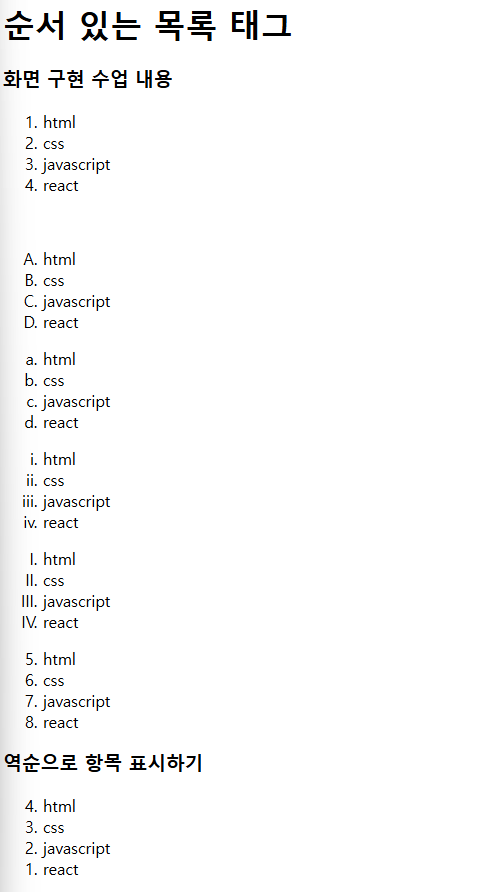 순서 있는 목록 태그
화면 구현 수업 내용
1. html
2. css
3. javascript
4. react
A. html
B. css
C. javascript
D. react
a. html
b. css
c. javascript
d. react
i. html
ii. css
iii. javascript
iv. react
I. html
II. css
III. javascript
IV. react
5. html
6. css
7. javascript
8. react
역순으로 항목 표시하기
4. html
3. css
2. javascript
1. react